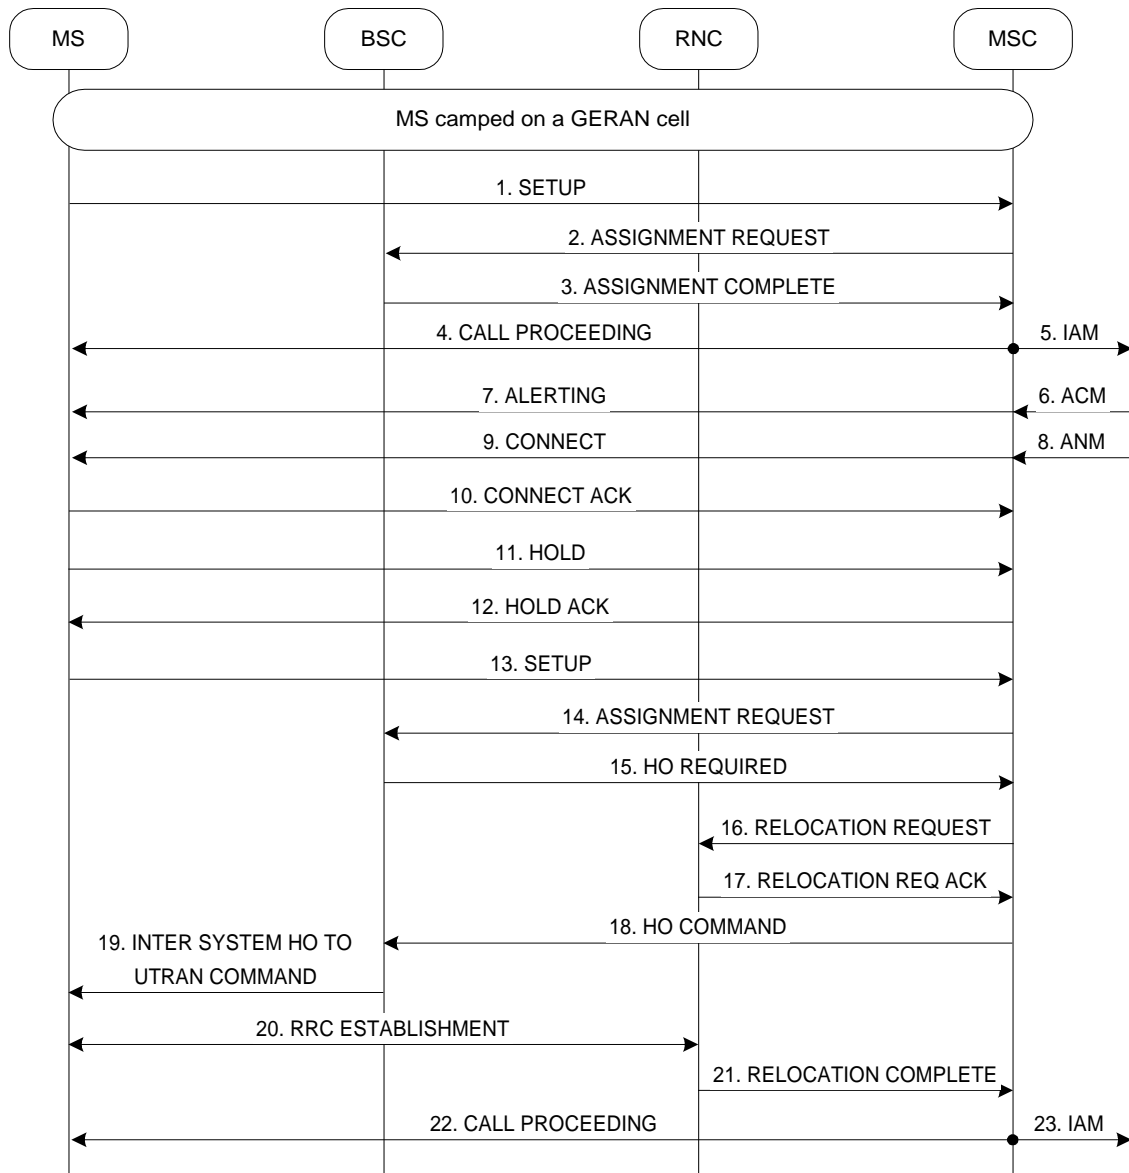 MS BSC RNC MSC
MS camped on a GERAN cell
1. SETUP
2. ASSIGNMENT REQUEST
3. ASSIGNMENT COMPLETE
4. CALL PROCEEDING 5. IAM
7. ALERTING 6. ACM
9. CONNECT 8. ANM
10. CONNECT ACK
11. HOLD
12. HOLD ACK
13. SETUP
14. ASSIGNMENT REQUEST
15. HO REQUIRED
16. RELOCATION REQUEST
17. RELOCATION REQ ACK
18. HO COMMAND
19. INTER SYSTEM HO TO
UTRAN COMMAND
20. RRC ESTABLISHMENT
21. RELOCATION COMPLETE
22. CALL PROCEEDING 23. IAM